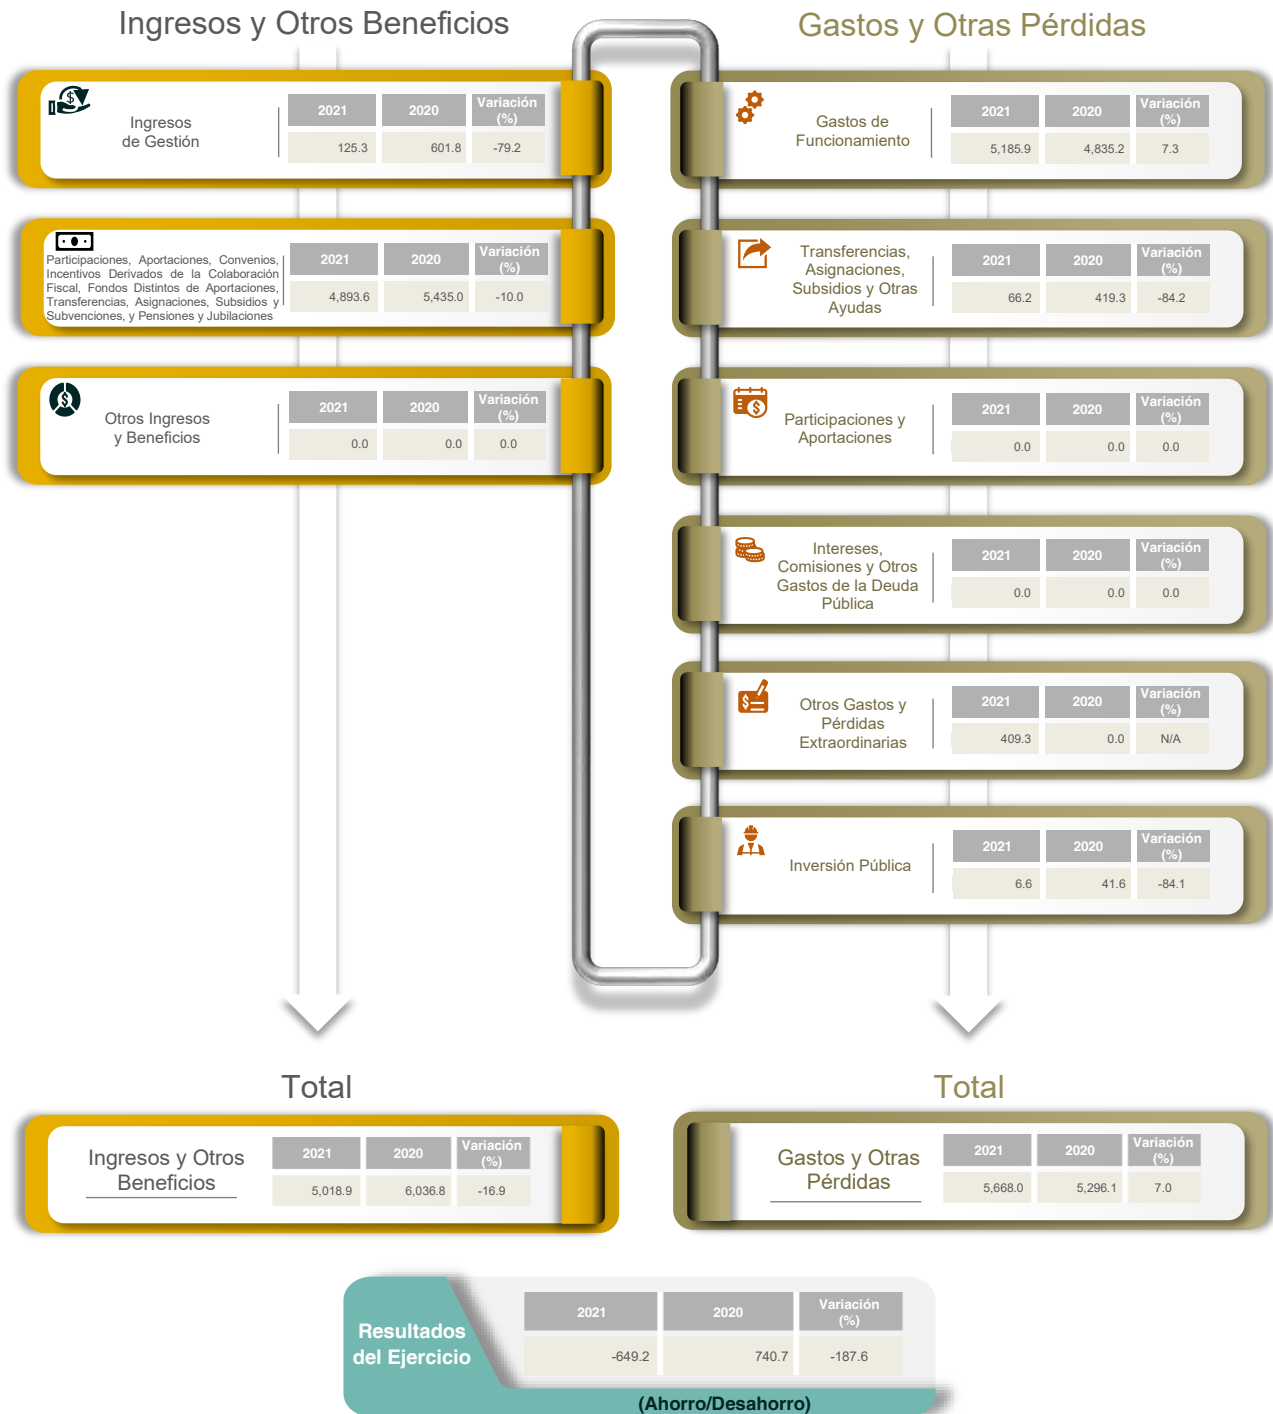 Ingresos y Otros Beneficios
Ingresos
de Gestión
2021 2020 Variación
(%)
125.3 601.8 -79.2
Participaciones, Aportaciones, Convenios,
Incentivos Derivados de la Colaboración
Fiscal, Fondos Distintos de Aportaciones,
Transferencias, Asignaciones, Subsidios y
Subvenciones, y Pensiones y Jubilaciones
2021 2020 Variación
(%)
4,893.6 5,435.0 -10.0
Otros Ingresos
y Beneficios
2021 2020 Variación
(%)
0.0 0.0 0.0
Gastos y Otras Pérdidas
Gastos de
Funcionamiento
2021 2020 Variación
(%)
5,185.9 4,835.2 7.3
Transferencias,
Asignaciones,
Subsidios y Otras
Ayudas
2021 2020 Variación
(%)
66.2 419.3 -84.2
Participaciones y
Aportaciones
2021 2020 Variación
(%)
0.0 0.0 0.0
Intereses,
Comisiones y Otros
Gastos de la Deuda
Pública
2021 2020 Variación
(%)
0.0 0.0 0.0
Otros Gastos y
Pérdidas
Extraordinarias
2021 2020 Variación
(%)
409.3 0.0 N/A
Inversión Pública
2021 2020 Variación
(%)
6.6 41.6 -84.1
Total
Ingresos y Otros
Beneficios
2021 2020 Variación
(%)
5,018.9 6,036.8 -16.9
Total
Gastos y Otras
Pérdidas
2021 2020 Variación
(%)
5,668.0 5,296.1 7.0
Resultados
del Ejercicio
2021 2020 Variación
(%)
-649.2 740.7 -187.6
(Ahorro/Desahorro)